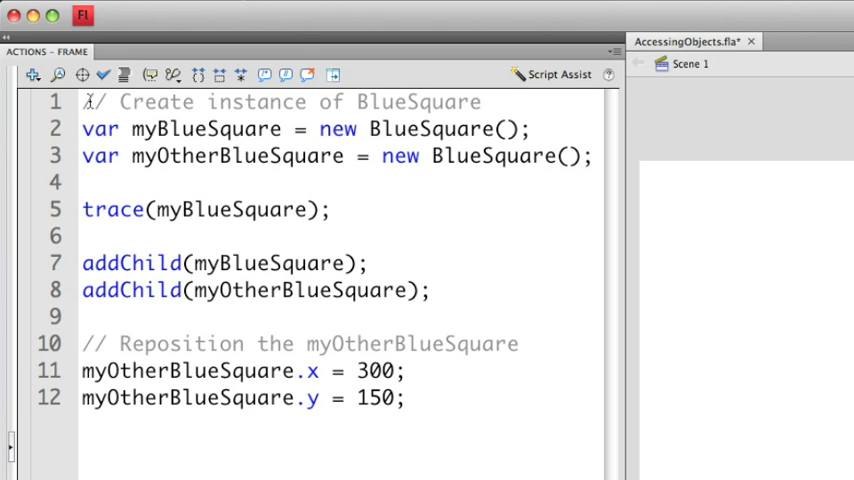 Fl
ACTIONS - FRAME
AccessingObjects.fla*
Script Assist
Scene 1
1 // Create instance of BlueSquare
2 var myBlueSquare = new BlueSquare();
3 var myOtherBlueSquare = new BlueSquare();
4
5 trace(myBlueSquare);
6
7 addChild(myBlueSquare);
8 addChild(myOtherBlueSquare);
9
10 // Reposition the myOtherBlueSquare
11 myOtherBlueSquare.x = 300;
12 myOtherBlueSquare.y = 150;